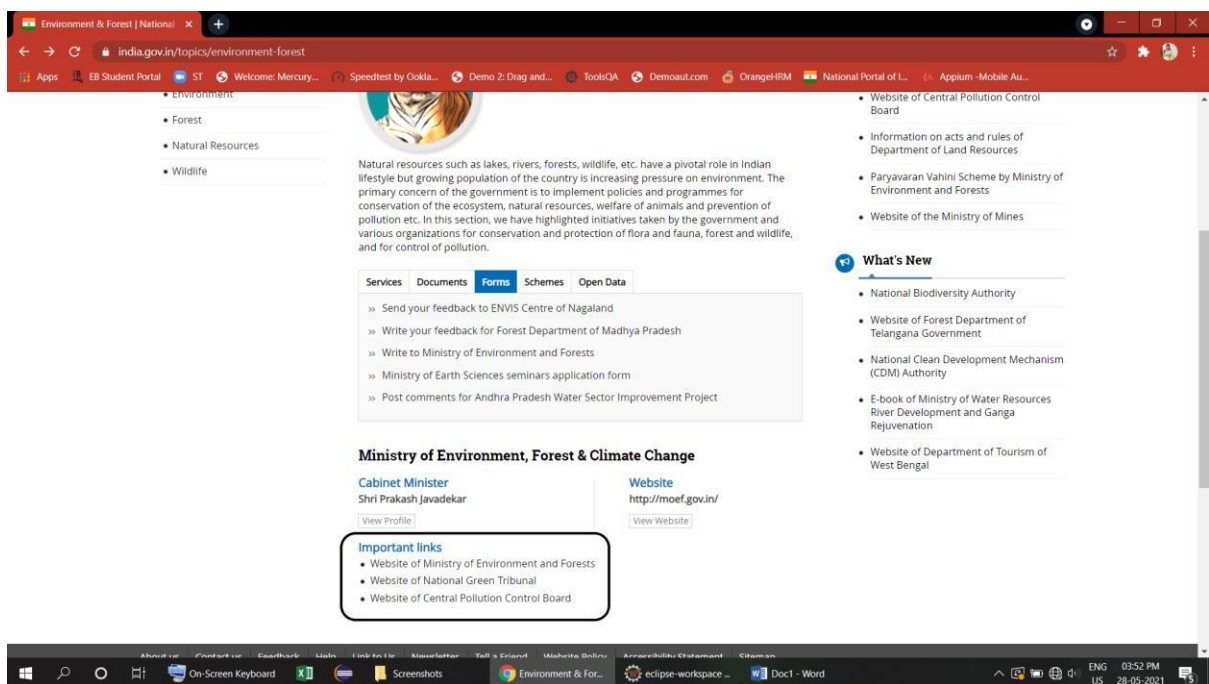 Environment & Forest | National
india.gov.in/topics/environment-forest
Apps
EB Student Portal
ST
Welcome: Mercury...
Speedtest by Ookla...
Demo 2: Drag and...
ToolsQA
Demoaut.com
OrangeHRM
National Portal of I...
Appium -Mobile Au...
Environment
Forest
Natural Resources
Wildlife
Natural resources such as lakes, rivers, forests, wildlife, etc. have a pivotal role in Indian
lifestyle but growing population of the country is increasing pressure on environment. The
primary concern of the government is to implement policies and programmes for
conservation of the ecosystem, natural resources, welfare of animals and prevention of
pollution etc. In this section, we have highlighted initiatives taken by the government and
various organizations for conservation and protection of flora and fauna, forest and wildlife,
and for control of pollution.
Services Documents Forms Schemes Open Data
» Send your feedback to ENVIS Centre of Nagaland
» Write your feedback for Forest Department of Madhya Pradesh
» Write to Ministry of Environment and Forests
» Ministry of Earth Sciences seminars application form
» Post comments for Andhra Pradesh Water Sector Improvement Project
Ministry of Environment, Forest & Climate Change
Cabinet Minister
Shri Prakash Javadekar
View Profile
Website
http://moef.gov.in/
View Website
Important links
Website of Ministry of Environment and Forests
Website of National Green Tribunal
Website of Central Pollution Control Board
Website of Central Pollution Control
Board
Information on acts and rules of
Department of Land Resources
Paryavaran Vahini Scheme by Ministry of
Environment and Forests
Website of the Ministry of Mines
What's New
National Biodiversity Authority
Website of Forest Department of
Telangana Government
National Clean Development Mechanism
(CDM) Authority
E-book of Ministry of Water Resources
River Development and Ganga
Rejuvenation
Website of Department of Tourism of
West Bengal
About us Contact us Feedback Help Link to Us Newsletter Tell a Friend Website Policy Accessibility Statement Sitemap
On-Screen Keyboard
Screenshots
Environment & For...
eclipse-workspace ...
Doc1 - Word
ENG
US
03:52 PM
28-05-2021
5